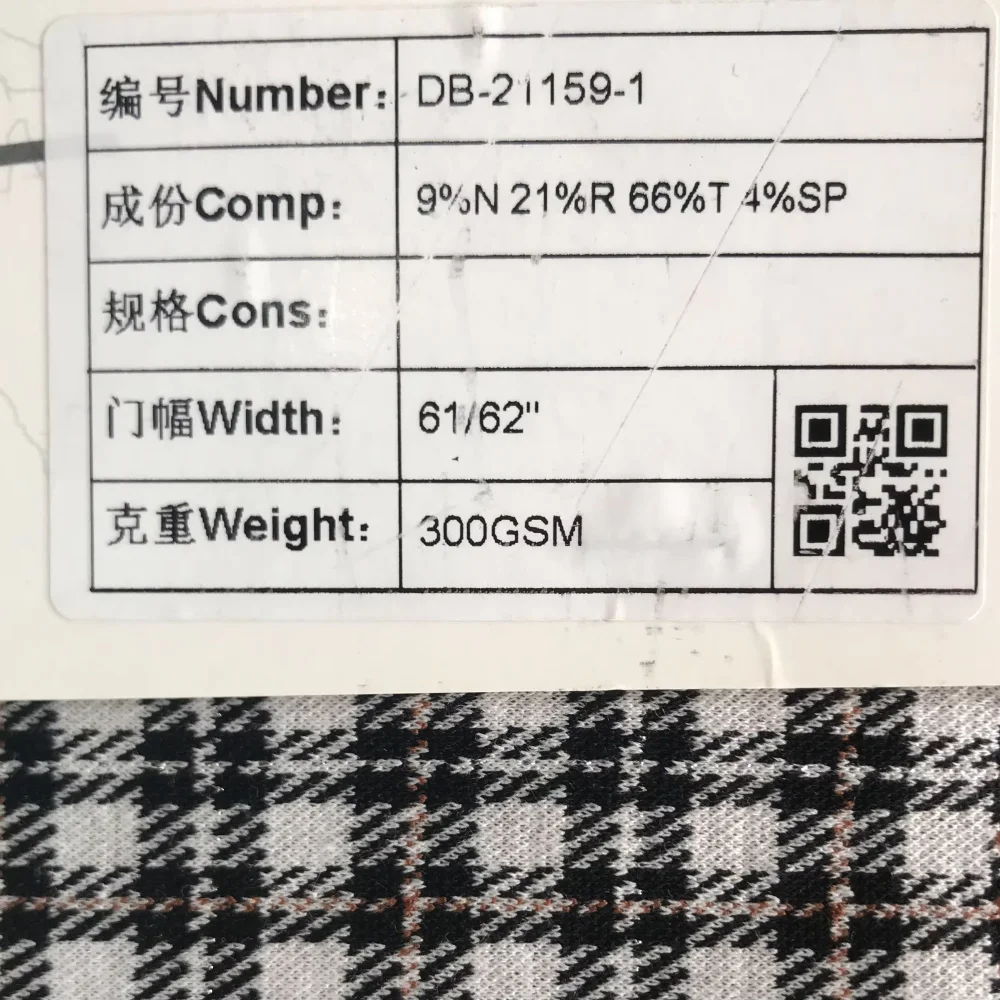 编号Number: DB-21159-1
成份Comp: 9%N 21%R 66%T 4%SP
规格Cons:
门幅Width: 61/62"
克重Weight: 300GSM